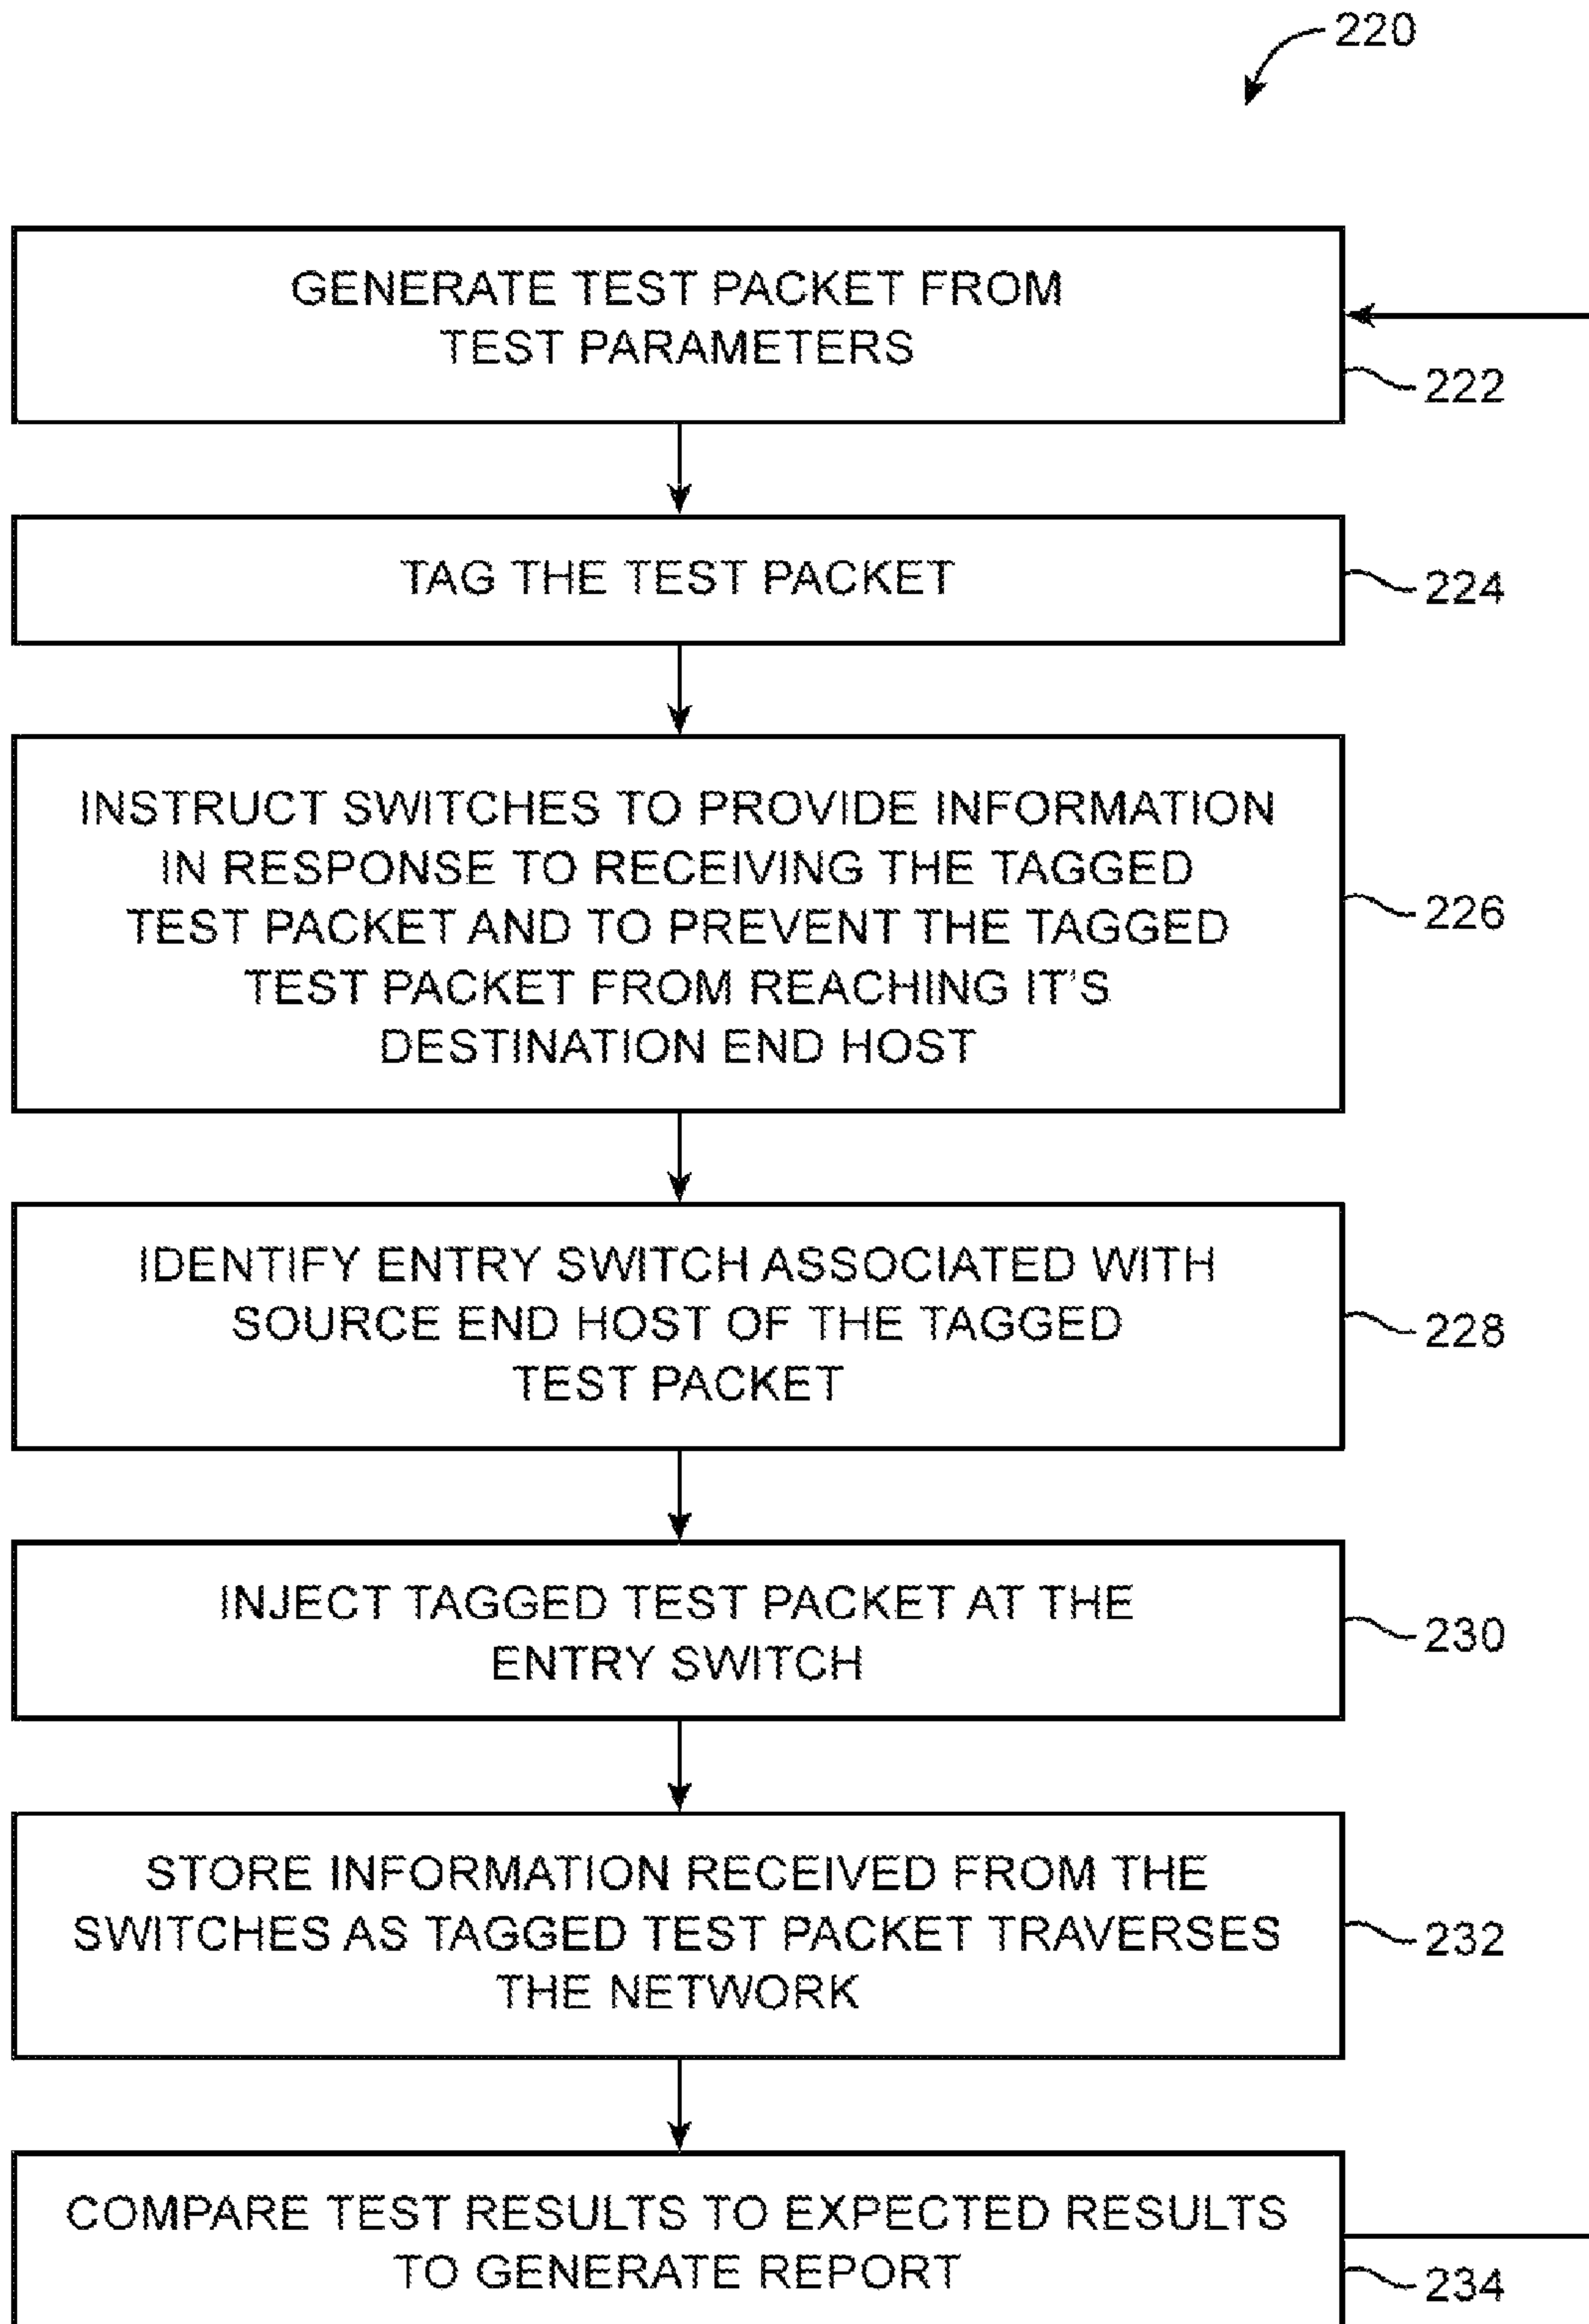 220
GENERATE TEST PACKET FROM
TEST PARAMETERS
222
TAG THE TEST PACKET
224
INSTRUCT SWITCHES TO PROVIDE INFORMATION
IN RESPONSE TO RECEIVING THE TAGGED
TEST PACKET AND TO PREVENT THE TAGGED
TEST PACKET FROM REACHING IT'S
DESTINATION END HOST
226
IDENTIFY ENTRY SWITCH ASSOCIATED WITH
SOURCE END HOST OF THE TAGGED
TEST PACKET
228
INJECT TAGGED TEST PACKET AT THE
ENTRY SWITCH
230
STORE INFORMATION RECEIVED FROM THE
SWITCHES AS TAGGED TEST PACKET TRAVERSES
THE NETWORK
232
COMPARE TEST RESULTS TO EXPECTED RESULTS
TO GENERATE REPORT
234